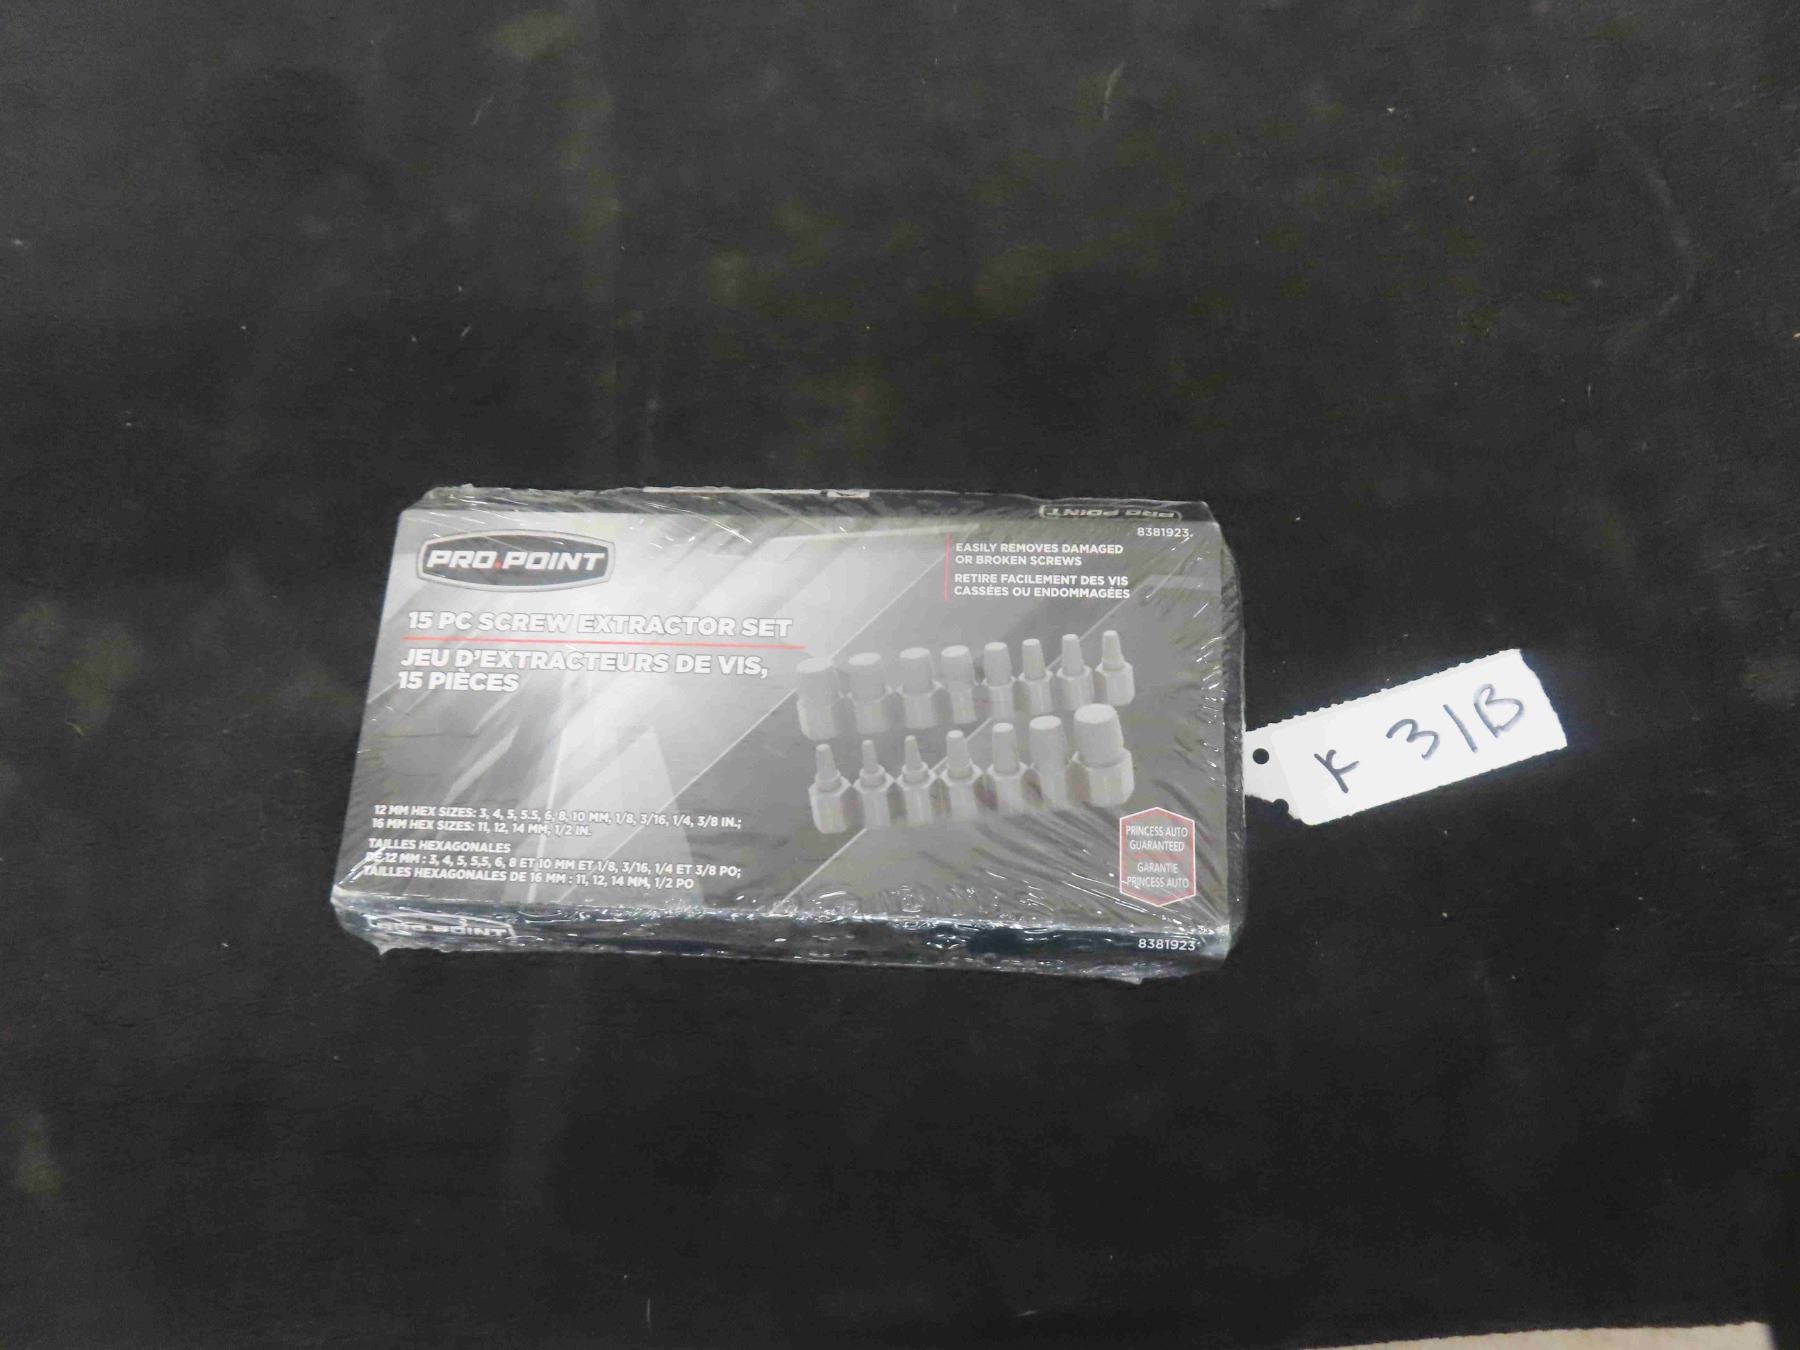 PRO.POINT
8381923
PRO.POINT
EASILY REMOVES DAMAGED
OR BROKEN SCREWS
RETIRE FACILEMENT DES VIS
CASSÉES OU ENDOMMAGÉES
15 PC SCREW EXTRACTOR SET
JEU D'EXTRACTEURS DE VIS,
15 PIÈCES
12 MM HEX SIZES: 3, 4, 5, 5.5, 6, 8, 10 MM, 1/8, 3/16, 1/4, 3/8 IN.;
16 MM HEX SIZES: 11, 12, 14 MM, 1/2 IN.
TAILLES HEXAGONALES
DE 12 MM : 3, 4, 5, 5,5, 6, 8 ET 10 MM ET 1/8, 3/16, 1/4 ET 3/8 PO;
TAILLES HEXAGONALES DE 16 MM : 11, 12, 14 MM, 1/2 PO
PRINCESS AUTO
GUARANTEED
GARANTIE
PRINCESS AUTO
PRO.POINT
8381923
K 31B